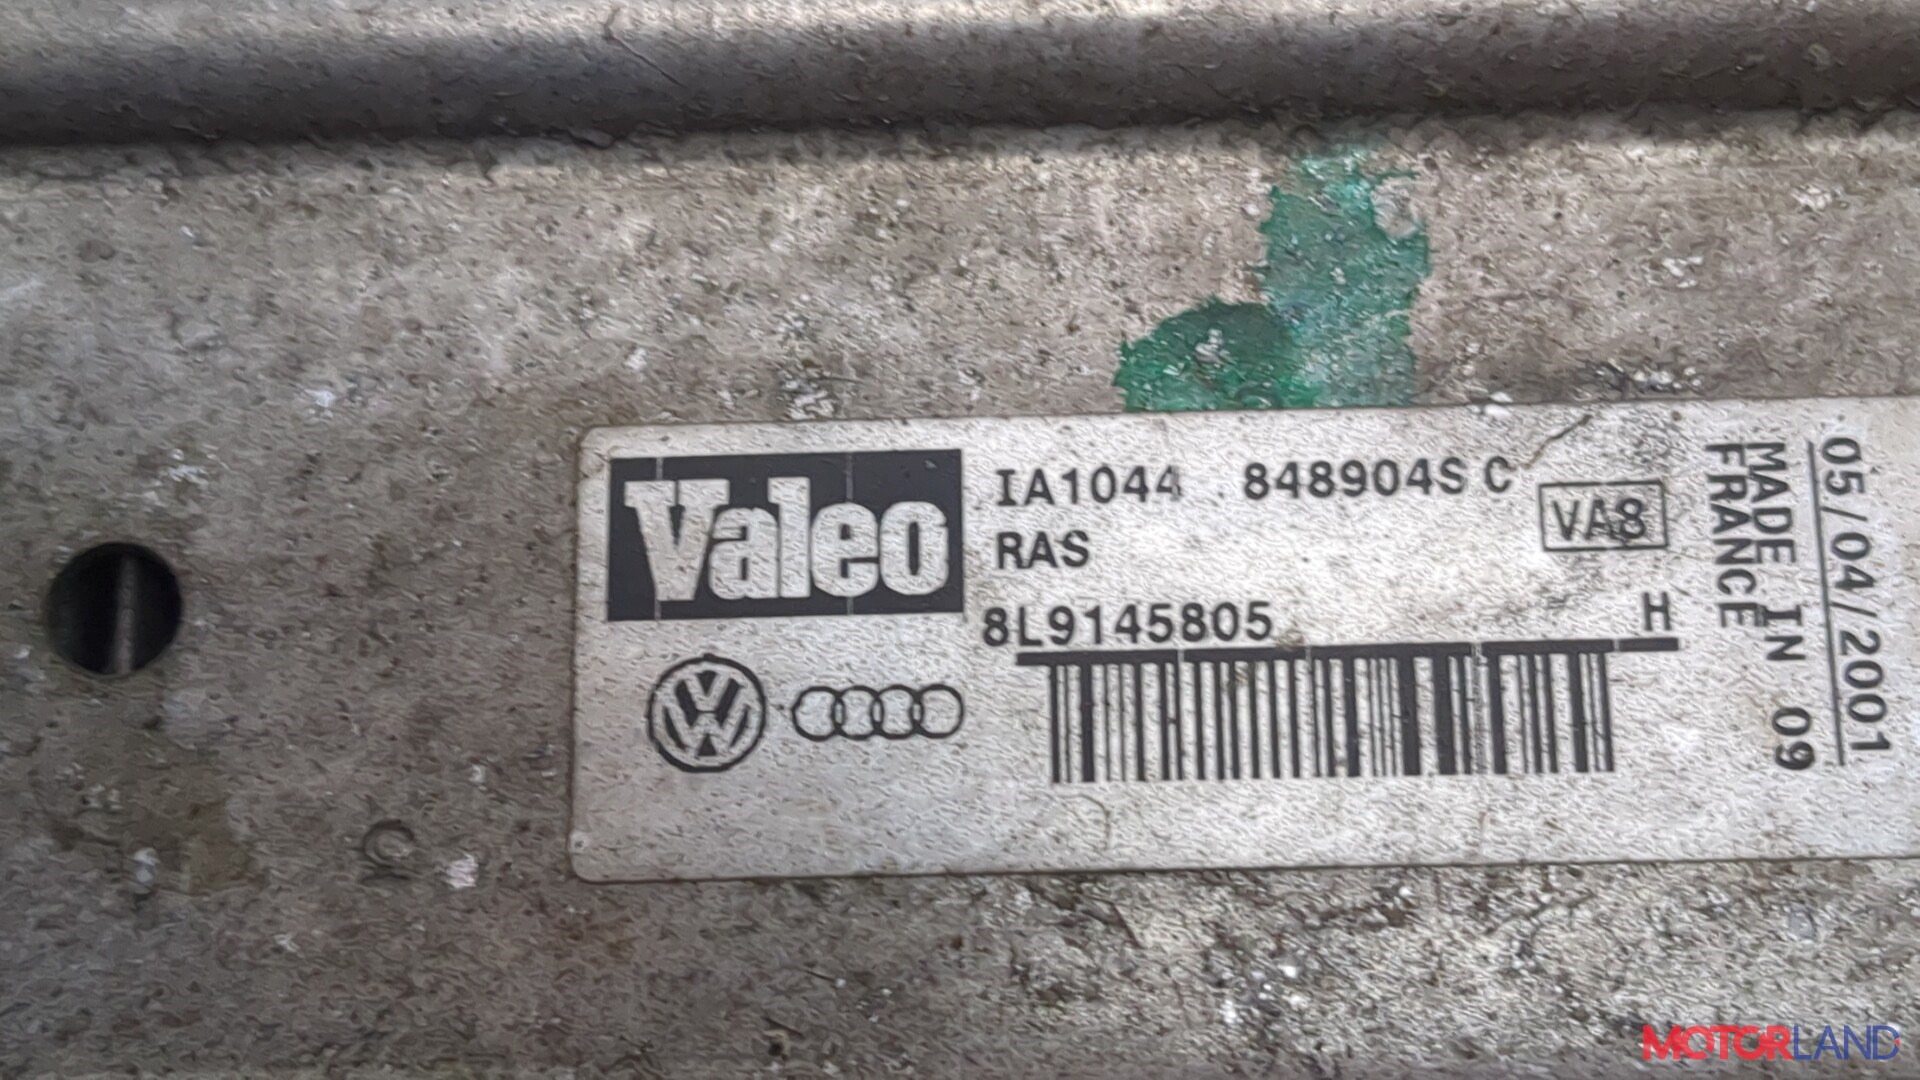 Valeo
IA1044 848904S C
RAS
VA8
8L9145805 H
05/04/2001
MADE IN 09
FRANCE
MOTORLAND